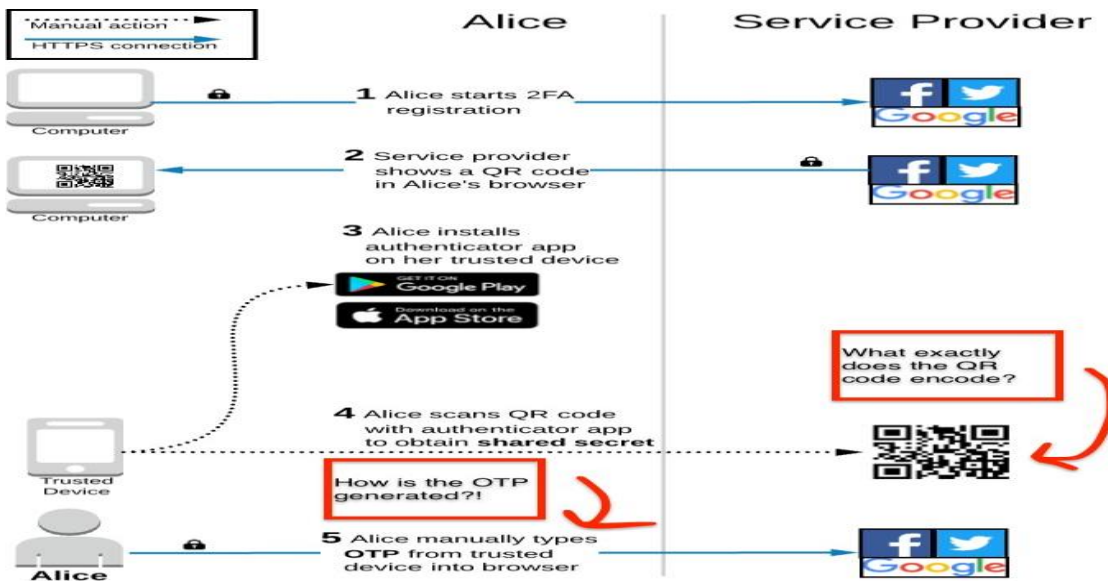 Manual action
HTTPS connection
Alice
Service Provider
1 Alice starts 2FA
registration
Computer
f
Google
2 Service provider
shows a QR code
in Alice's browser
Computer
f
Google
3 Alice installs
authenticator app
on her trusted device
GET IT ON
Google Play
Download on the
App Store
What exactly
does the QR
code encode?
4 Alice scans QR code
with authenticator app
to obtain shared secret
Trusted
Device
How is the OTP
generated?!
5 Alice manually types
OTP from trusted
device into browser
Alice
f
Google